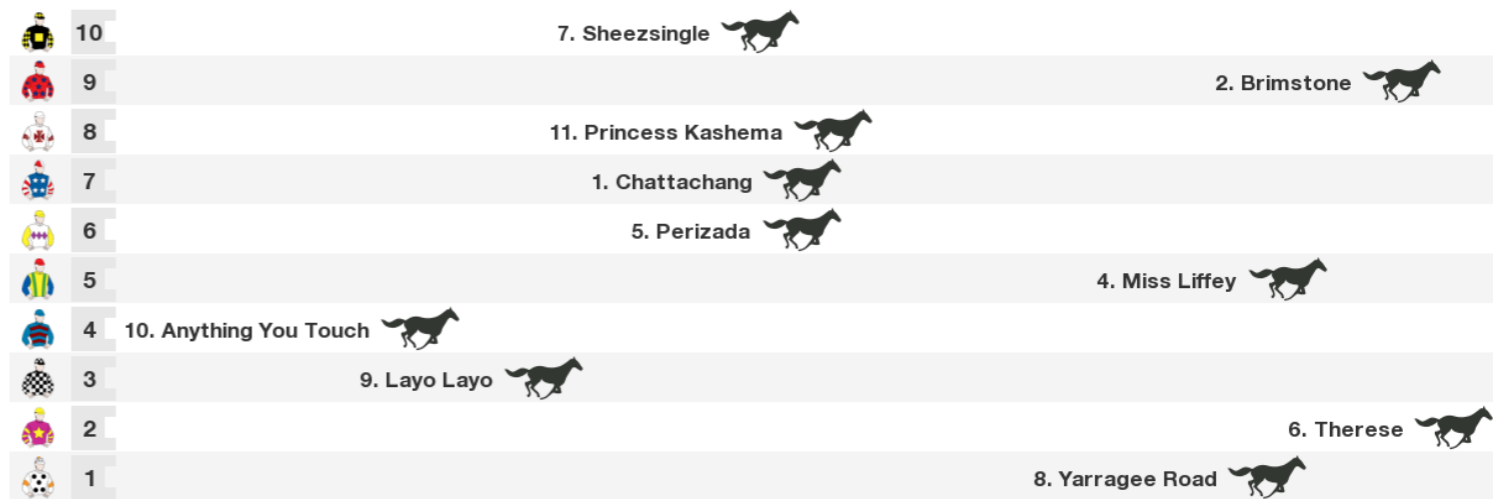 10 7. Sheezsingle
9 2. Brimstone
8 11. Princess Kashema
7 1. Chattachang
6 5. Perizada
5 4. Miss Liffey
4 10. Anything You Touch
3 9. Layo Layo
2 6. Therese
1 8. Yarragee Road